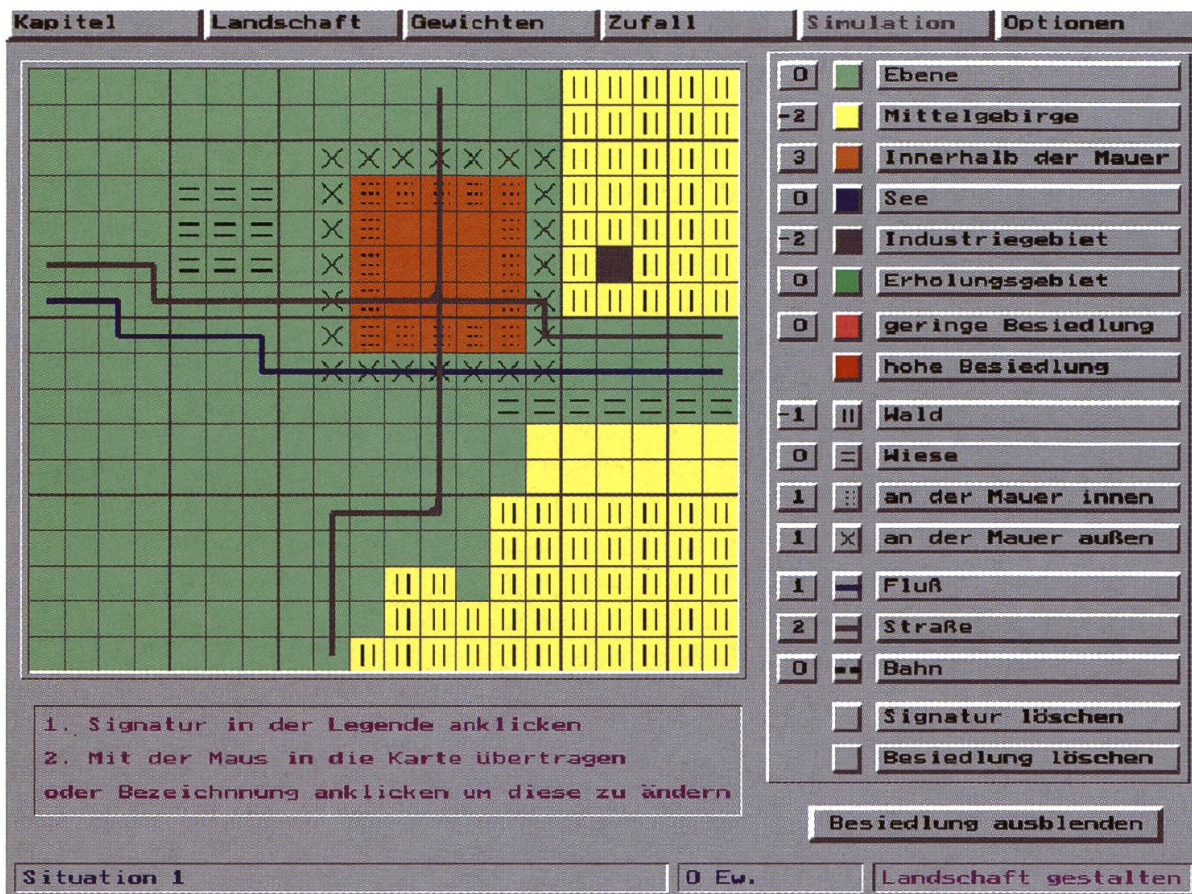 Kapitel Landschaft Gewichten Zufall Simulation Optionen
0 Ebene
-2 Mittelgebirge
3 Innerhalb der Mauer
0 See
-2 Industriegebiet
0 Erholungsgebiet
0 geringe Besiedlung
hohe Besiedlung
-1 Wald
0 Wiese
1 an der Mauer innen
1 an der Mauer außen
1 Fluß
2 Straße
0 Bahn
Signatur löschen
Besiedlung löschen
1. Signatur in der Legende anklicken
2. Mit der Maus in die Karte übertragen
oder Bezeichnnung anklicken um diese zu ändern
Besiedlung ausblenden
Situation 1 0 Ew. Landschaft gestalten